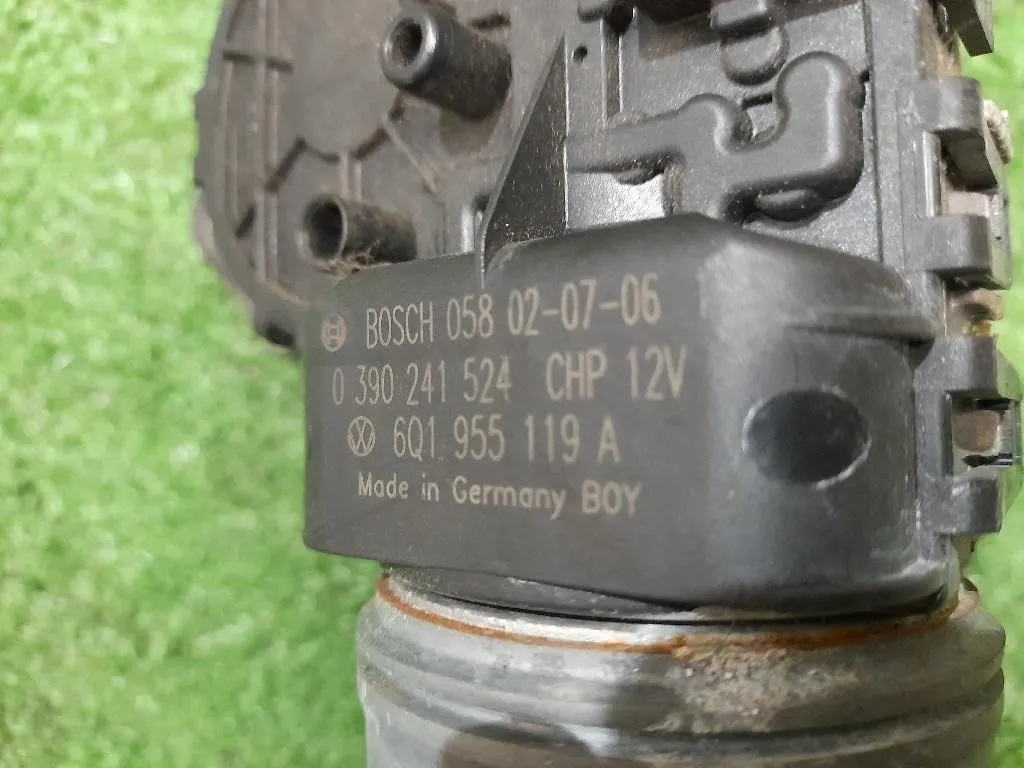 BOSCH 058 02-07-06
0 390 241 524 CHP 12V
6Q1 955 119 A
Made in Germany BOY